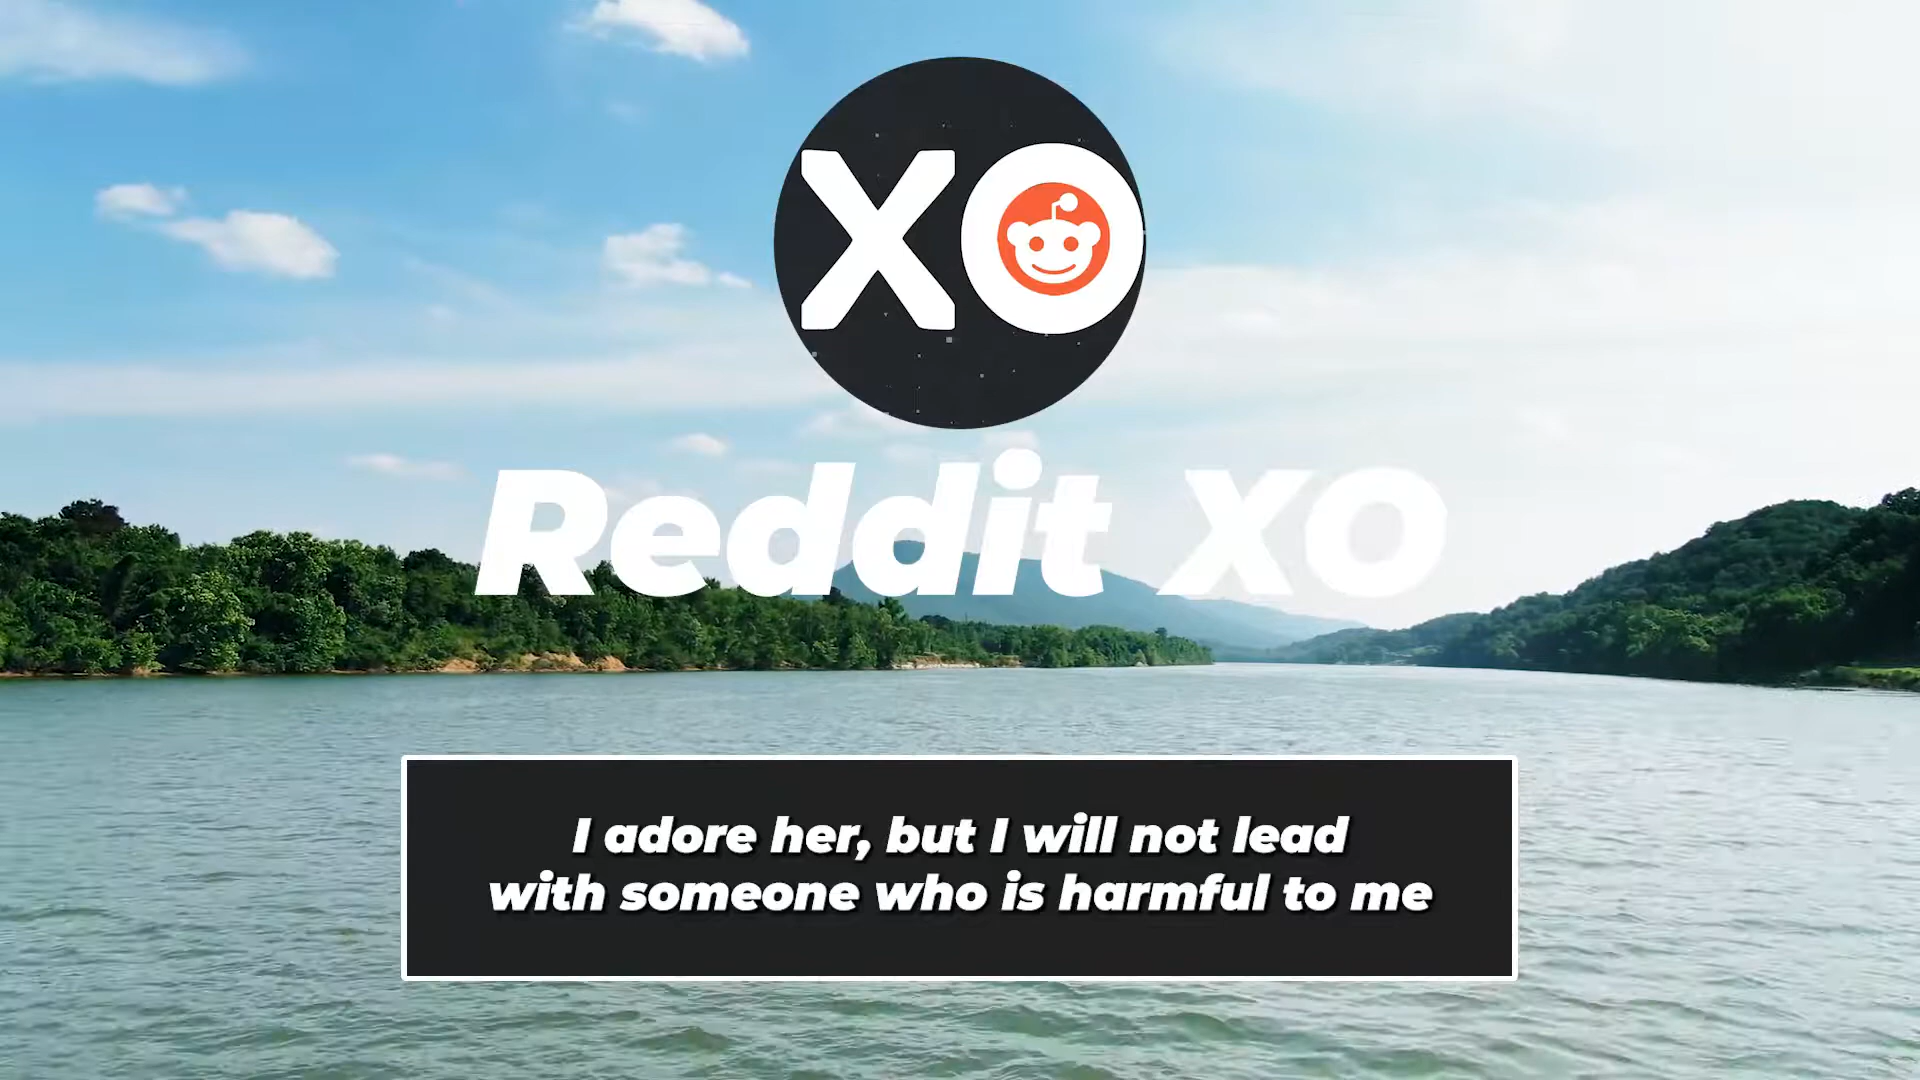 XO
Reddit XO
I adore her, but I will not lead
with someone who is harmful to me